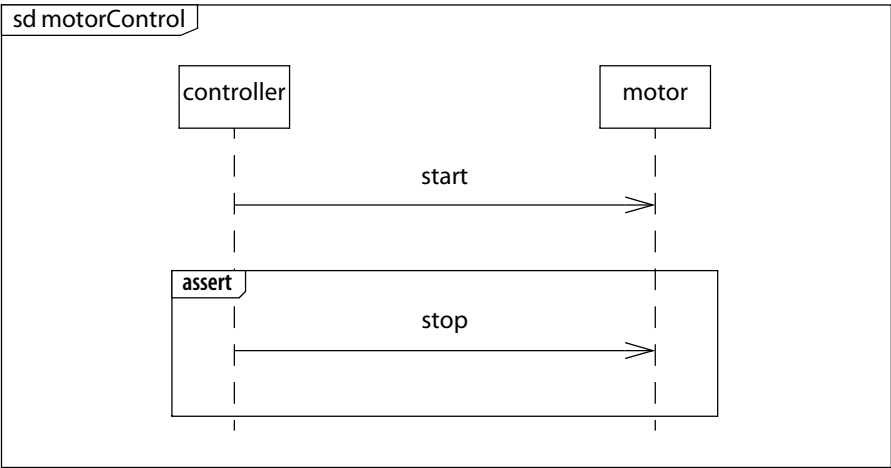 sd motorControl
controller
motor
start
assert
stop